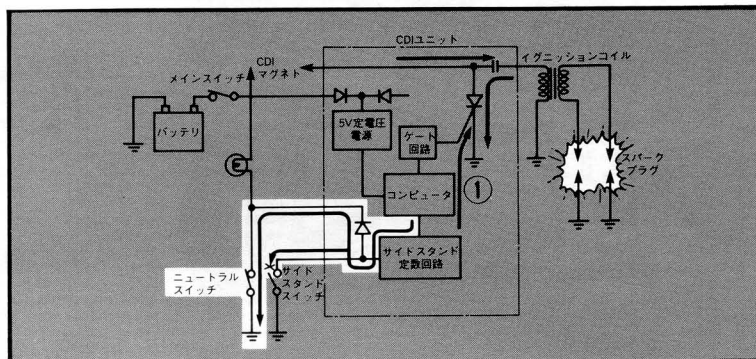 CDIユニット
CDI
マグネト
イグニッションコイル
メインスイッチ
バッテリ
5V定電圧
電源
ゲート
回路
スパーク
プラグ
コンピュータ
①
サイドスタンド
定数回路
ニュートラル
スイッチ
サイド
スタンド
スイッチ